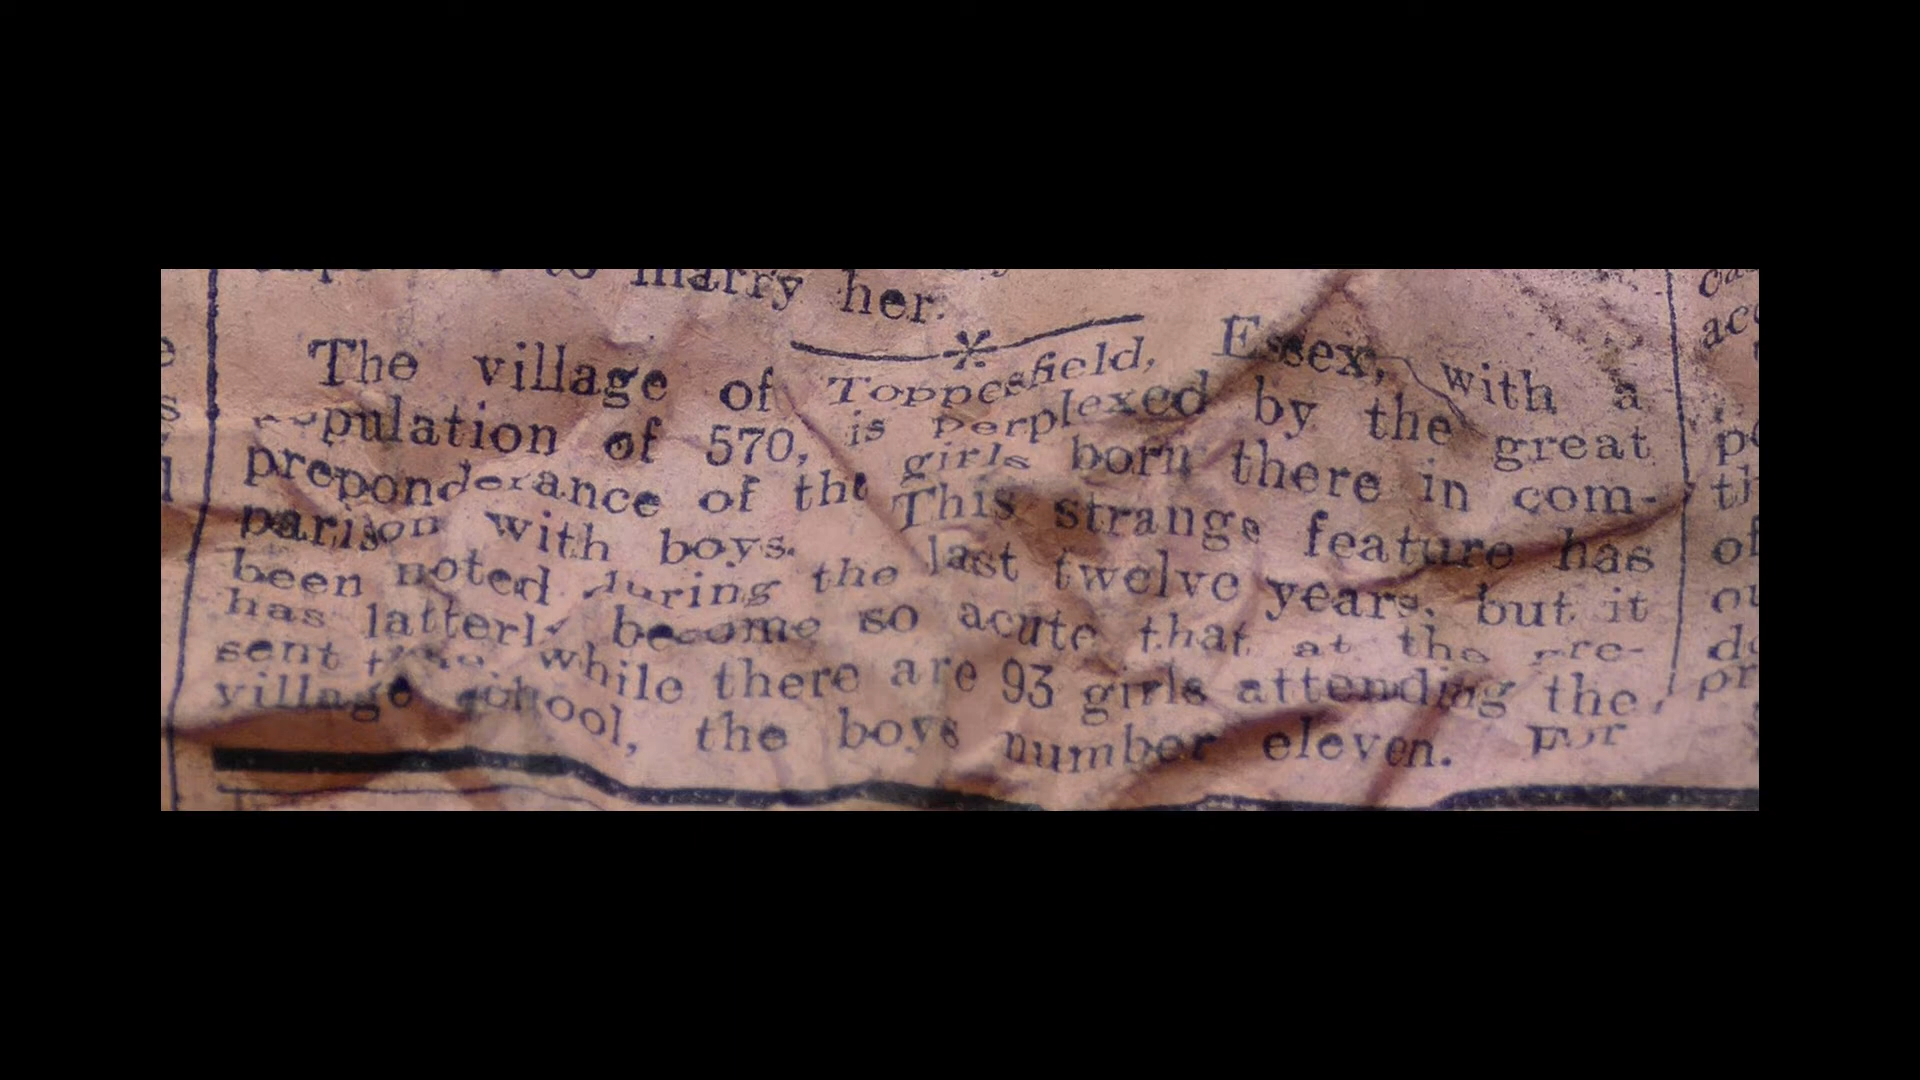 to marry her.
The village of Toppesfield, Essex, with a
population of 570, is perplexed by the great
preponderance of the girls born there in com-
parison with boys. This strange feature has
been noted during the last twelve years, but it
has latterly become so acute that at the pre-
sent time while there are 93 girls attending the
village school, the boys number eleven. For